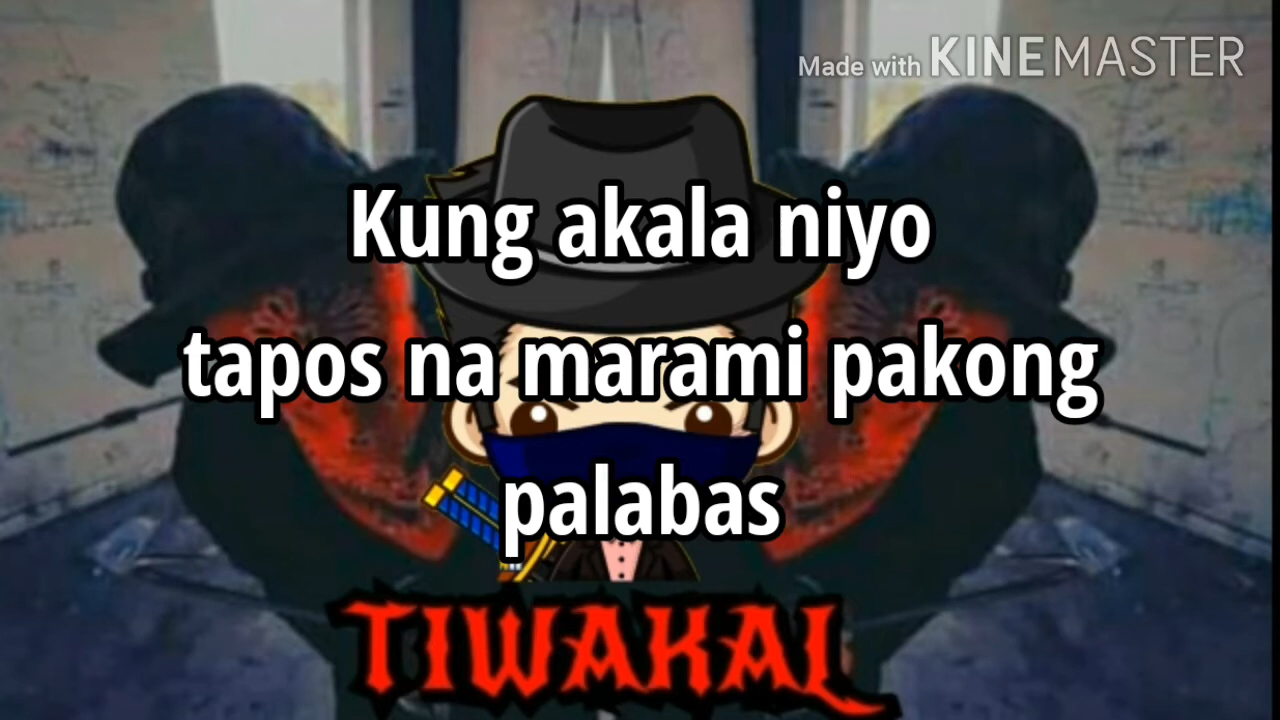 Made with KINEMASTER
Kung akala niyo
tapos na marami pakong
palabas
TIWAKAL